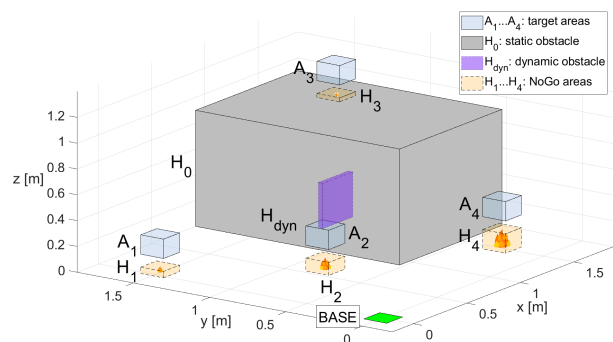 A₁...A₄: target areas
H₀: static obstacle
H_dyn: dynamic obstacle
H₁...H₄: NoGo areas
A₃
H₃
1.2
1
0.8
0.6
0.4
0.2
0
z [m]
H₀
H_dyn
A₂
A₄
H₄
A₁
H₁
H₂
BASE
1.5
1
0.5
0
y [m]
0
0.5
1
1.5
x [m]